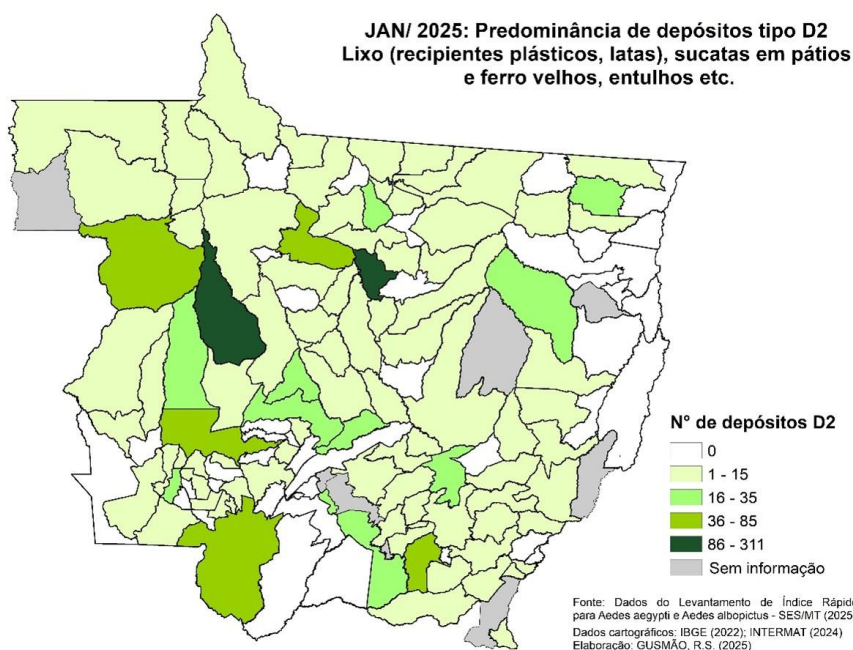 JAN/ 2025: Predominância de depósitos tipo D2
Lixo (recipientes plásticos, latas), sucatas em pátios
e ferro velhos, entulhos etc.
N° de depósitos D2
0
1 - 15
16 - 35
36 - 85
86 - 311
Sem informação
Fonte: Dados do Levantamento de Índice Rápido
para Aedes aegypti e Aedes albopictus - SES/MT (2025
Dados cartográficos: IBGE (2022); INTERMAT (2024)
Elaboração: GUSMÃO, R.S. (2025)